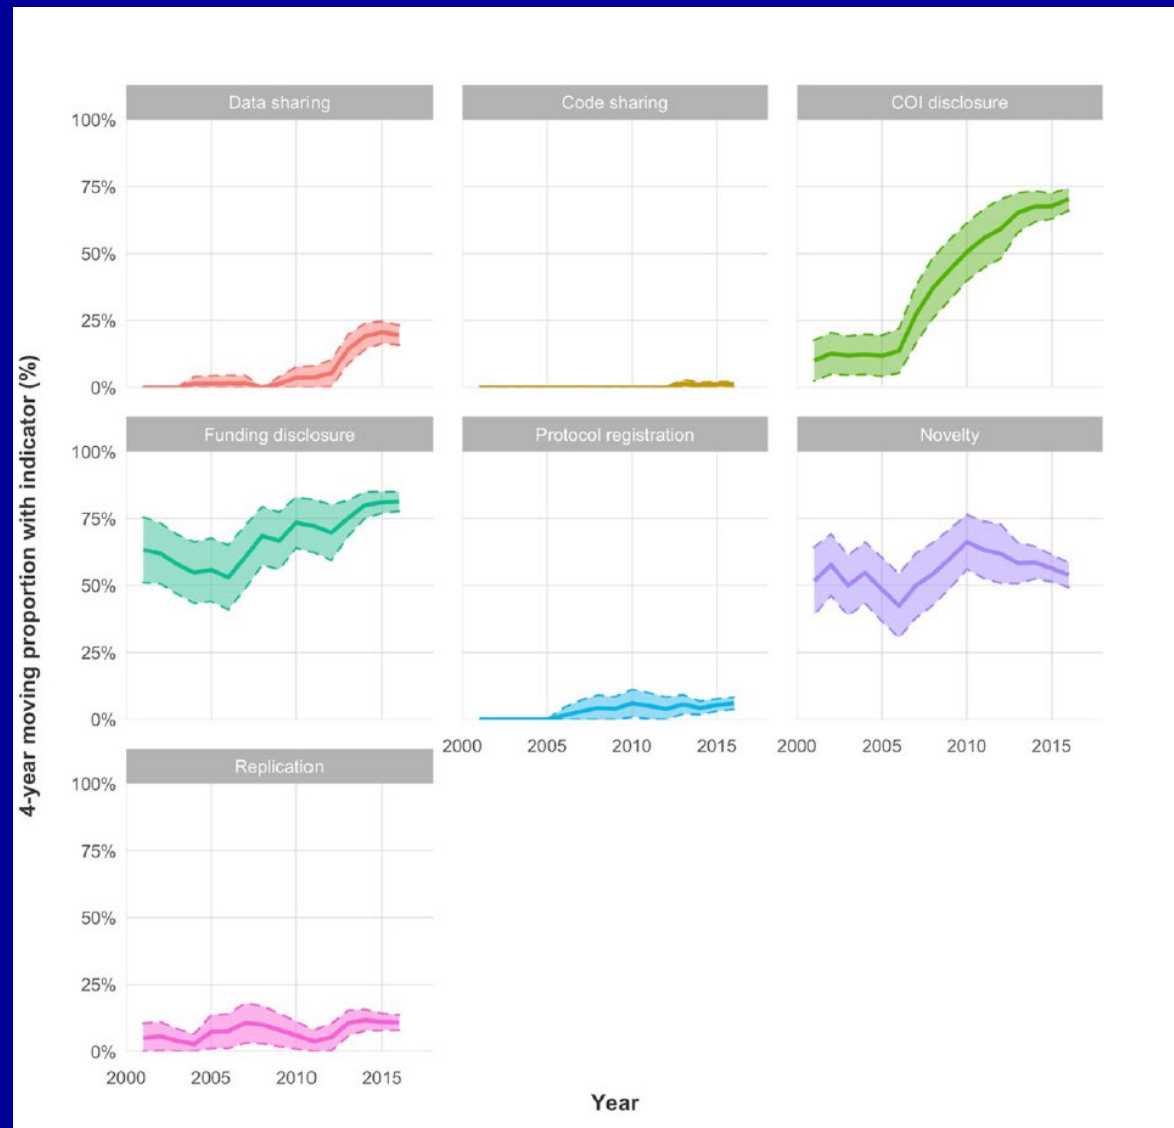 Data sharing
Code sharing
COI disclosure
100%
75%
50%
25%
0%
Funding disclosure
Protocol registration
Novelty
100%
75%
50%
25%
0%
2000 2005 2010 2015
2000 2005 2010 2015
Replication
100%
75%
50%
25%
0%
2000 2005 2010 2015
4-year moving proportion with indicator (%)
Year